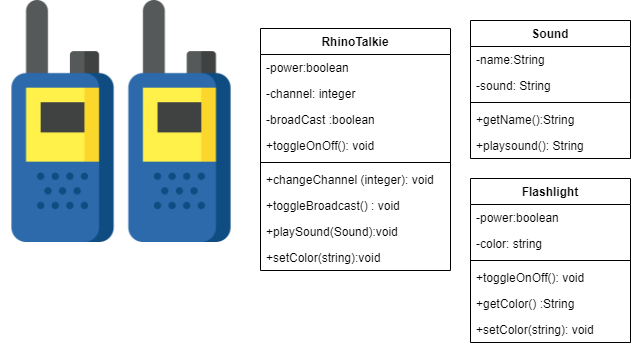 RhinoTalkie
-power:boolean
-channel: integer
-broadCast :boolean
+toggleOnOff(): void
+changeChannel (integer): void
+toggleBroadcast() : void
+playSound(Sound):void
+setColor(string):void
Sound
-name:String
-sound: String
+getName():String
+playsound(): String
Flashlight
-power:boolean
-color: string
+toggleOnOff(): void
+getColor() :String
+setColor(string): void